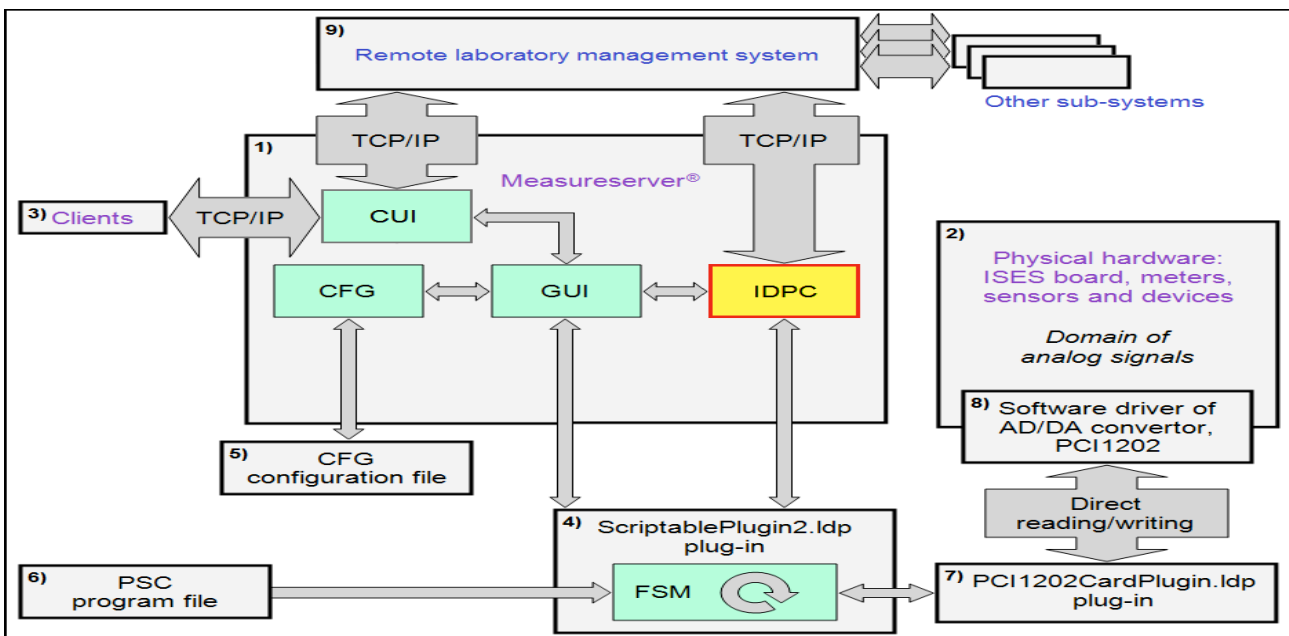 9)
Remote laboratory management system
Other sub-systems
TCP/IP
TCP/IP
1)
Measureserver®
3) Clients
TCP/IP
CUI
CFG
GUI
IDPC
2)
Physical hardware:
ISES board, meters,
sensors and devices
Domain of
analog signals
8) Software driver of
AD/DA convertor,
PCI1202
5) CFG
configuration file
Direct
reading/writing
4) ScriptablePlugin2.ldp
plug-in
FSM
6) PSC
program file
7) PCI1202CardPlugin.ldp
plug-in